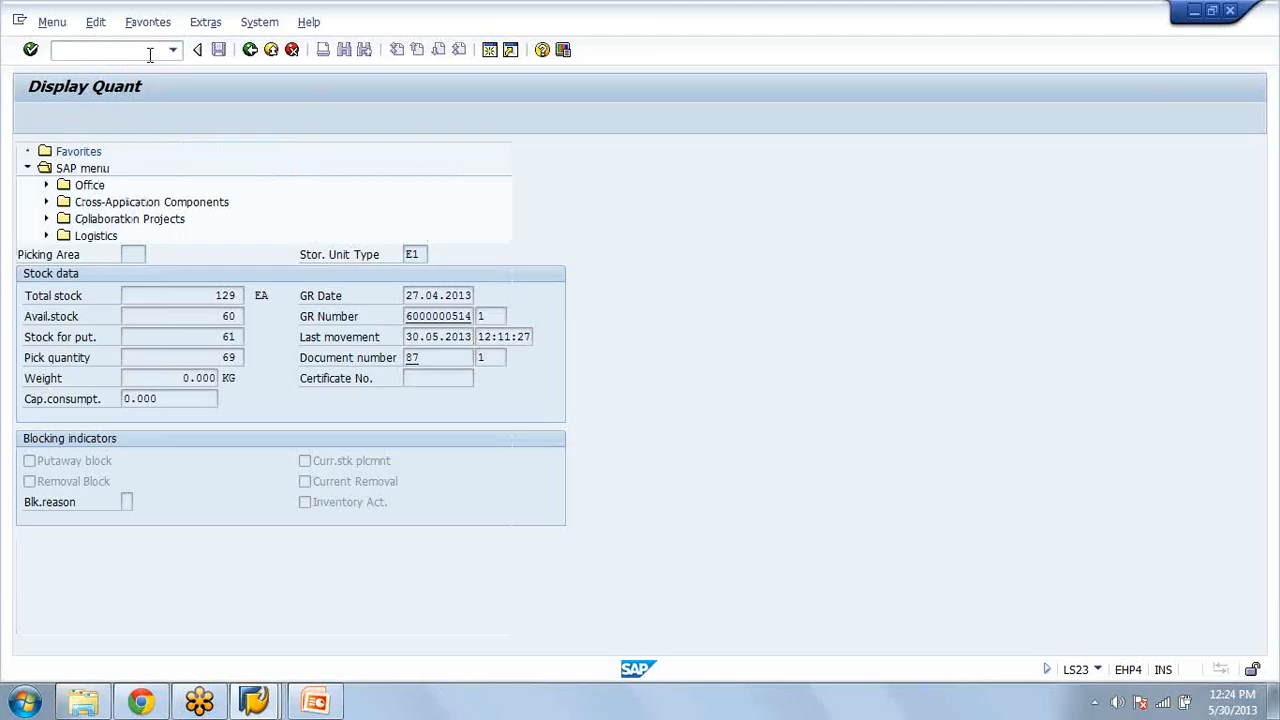 Menu Edit Favorites Extras System Help
Display Quant
Favorites
SAP menu
Office
Cross-Application Components
Collaboration Projects
Logistics
Picking Area Stor. Unit Type E1
Stock data
Total stock 129 EA GR Date 27.04.2013
Avail.stock 60 GR Number 6000000514 1
Stock for put. 61 Last movement 30.05.2013 12:11:27
Pick quantity 69 Document number 87 1
Weight 0.000 KG Certificate No.
Cap.consumpt. 0.000
Blocking indicators
Putaway block Curr.stk plcmnt
Removal Block Current Removal
Blk.reason Inventory Act.
SAP LS23 EHP4 INS
12:24 PM
5/30/2013